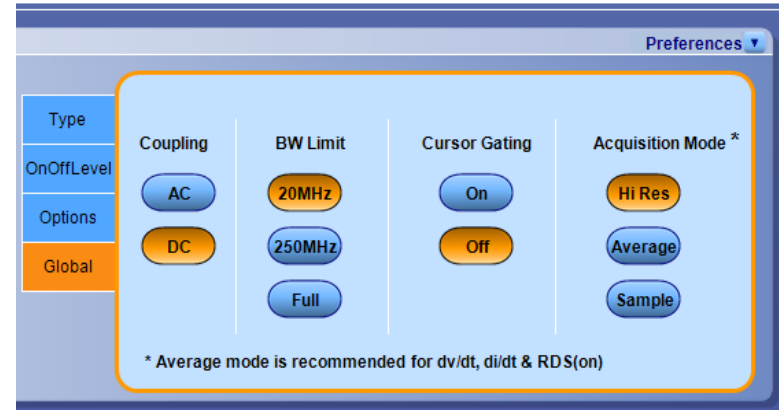 Preferences
Type
OnOffLevel
Options
Global
Coupling
AC
DC
BW Limit
20MHz
250MHz
Full
Cursor Gating
On
Off
Acquisition Mode *
Hi Res
Average
Sample
* Average mode is recommended for dv/dt, di/dt & RDS(on)